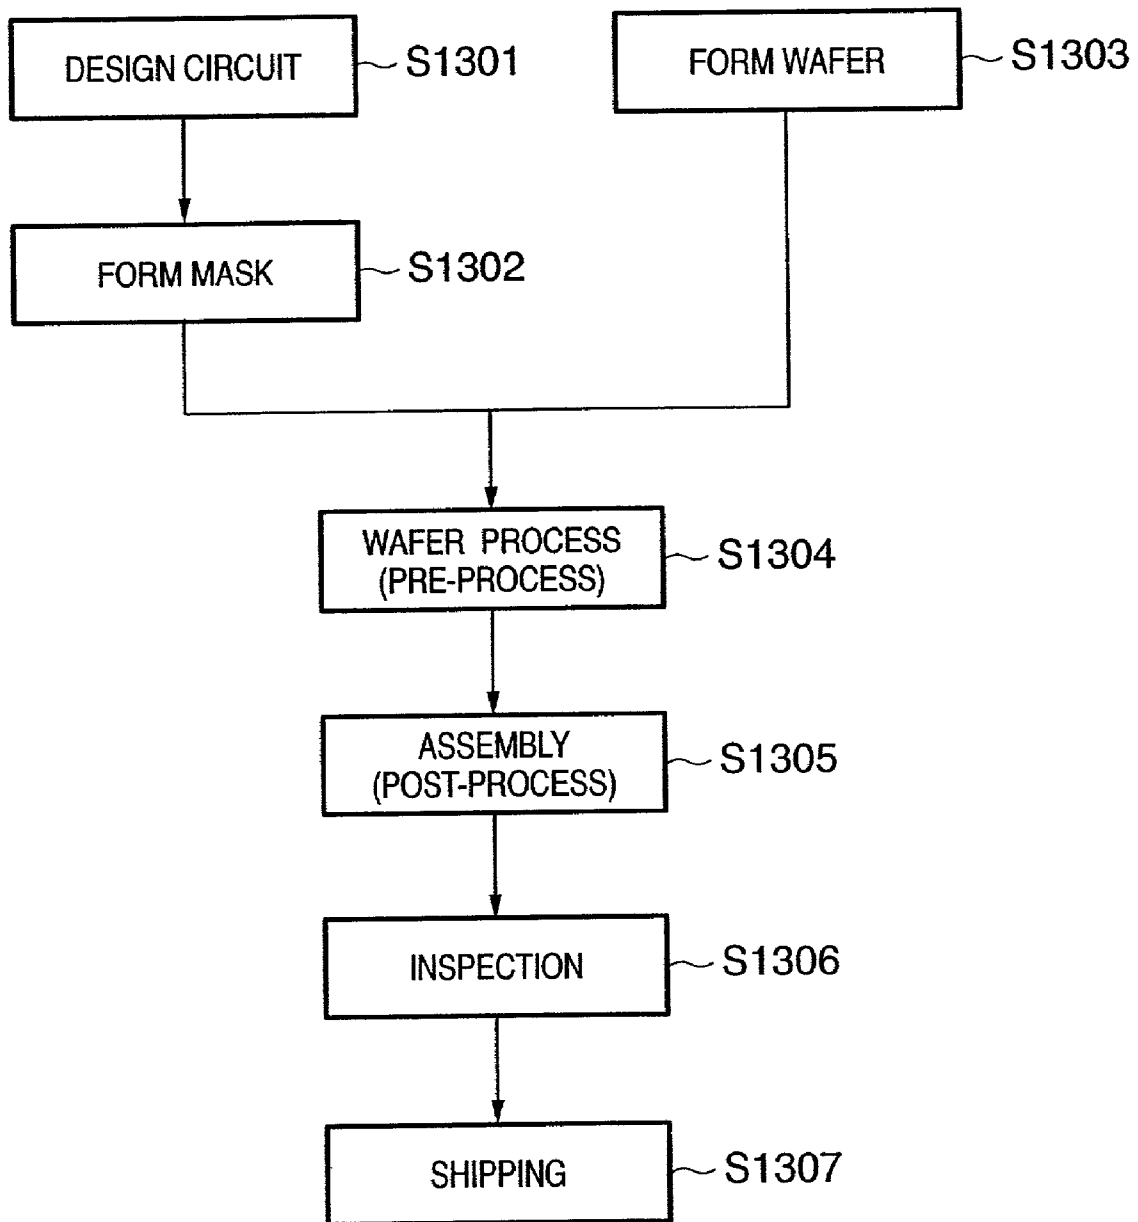 DESIGN CIRCUIT
S1301
FORM WAFER
S1303
FORM MASK
S1302
WAFER PROCESS
(PRE-PROCESS)
S1304
ASSEMBLY
(POST-PROCESS)
S1305
INSPECTION
S1306
SHIPPING
S1307